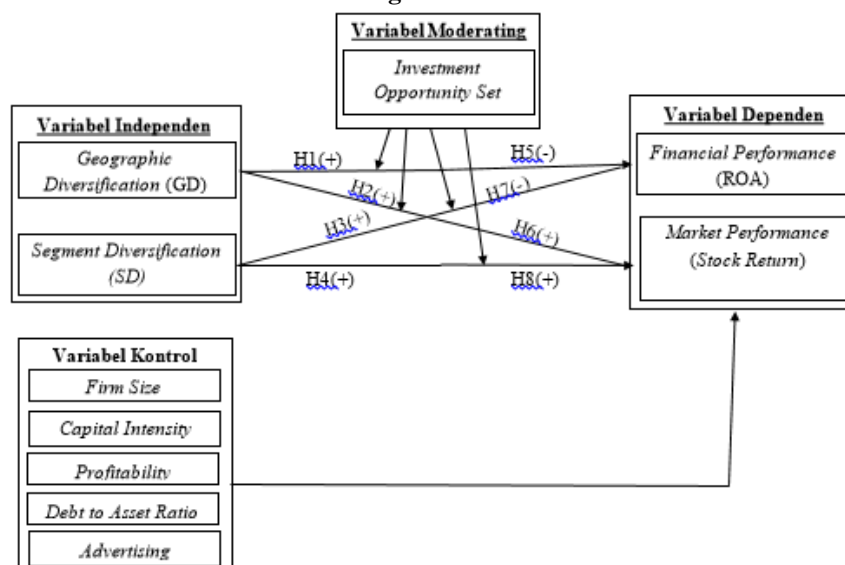 Variabel Moderating
Investment
Opportunity Set
Variabel Independen
Geographic
Diversification (GD)
Segment Diversification
(SD)
H1(+)
H5(-)
H2(+)
H7(-)
H3(+)
H6(+)
H4(+)
H8(+)
Variabel Dependen
Financial Performance
(ROA)
Market Performance
(Stock Return)
Variabel Kontrol
Firm Size
Capital Intensity
Profitability
Debt to Asset Ratio
Advertising